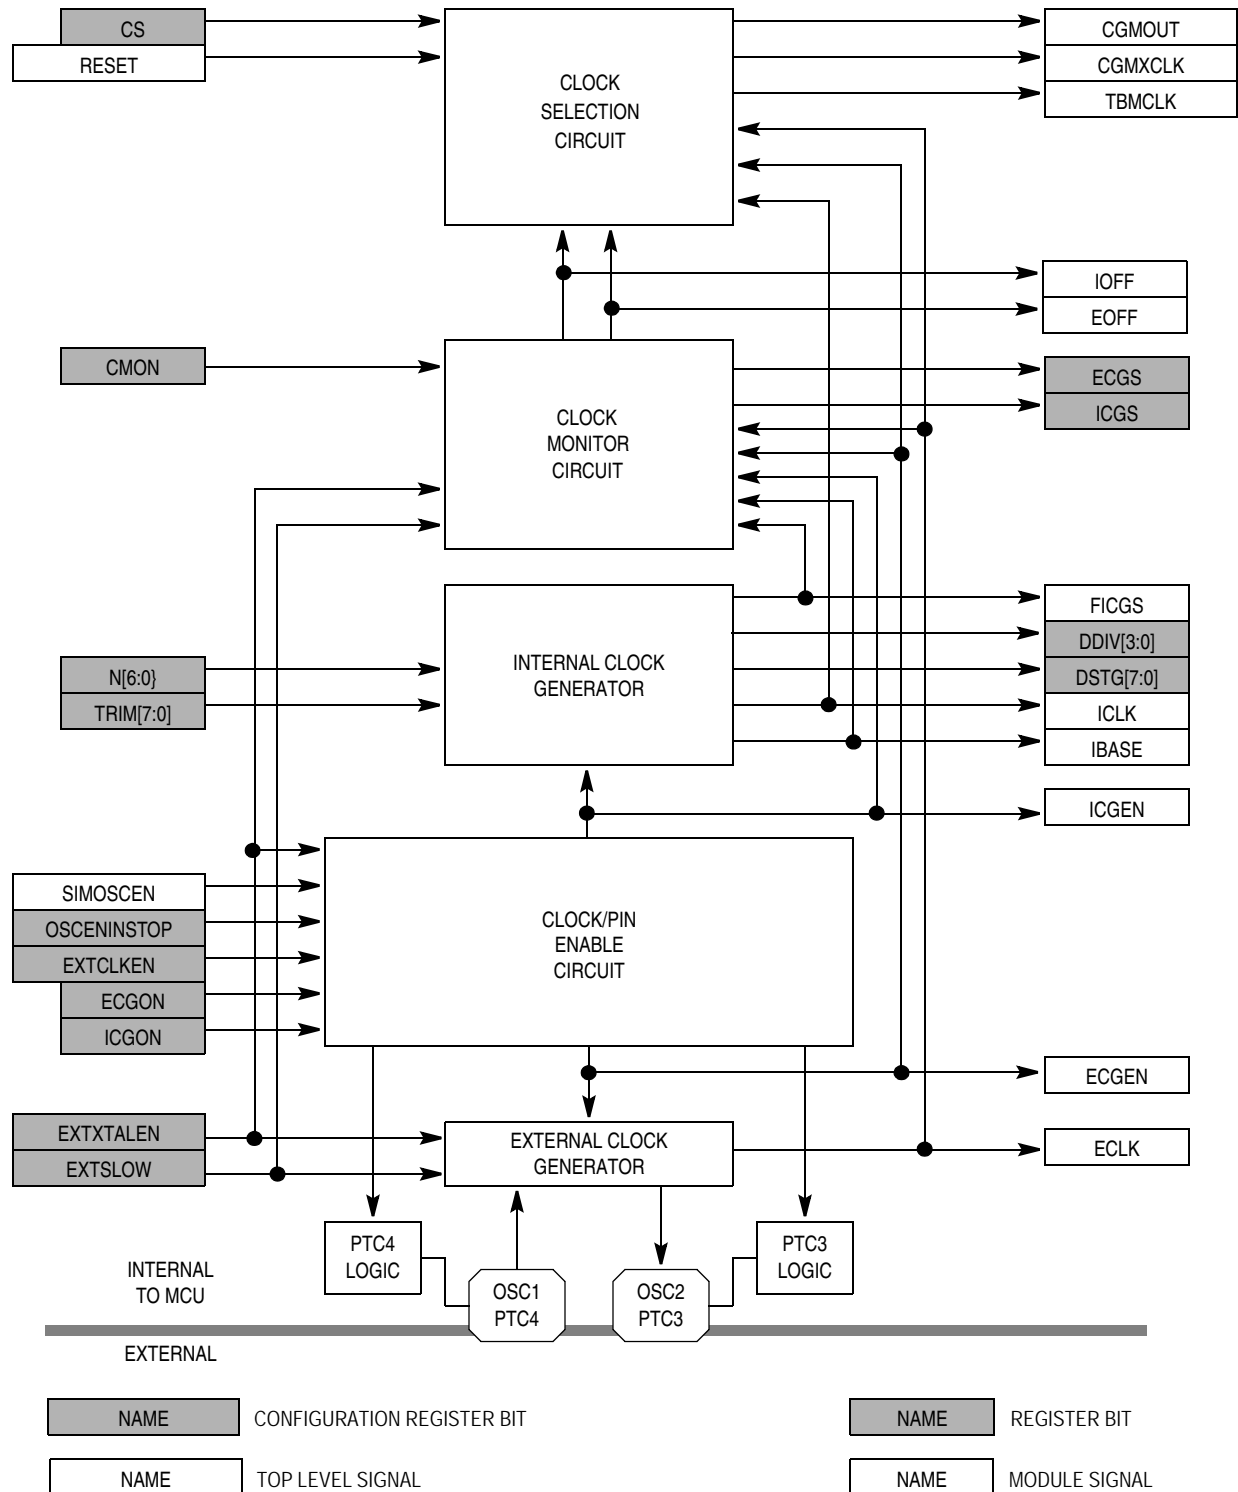 CS
RESET
CLOCK
SELECTION
CIRCUIT
CGMOUT
CGMXCLK
TBMCLK
IOFF
EOFF
CMON
CLOCK
MONITOR
CIRCUIT
ECGS
ICGS
N[6:0}
TRIM[7:0]
INTERNAL CLOCK
GENERATOR
FICGS
DDIV[3:0]
DSTG[7:0]
ICLK
IBASE
ICGEN
SIMOSCEN
OSCENINSTOP
EXTCLKEN
ECGON
ICGON
CLOCK/PIN
ENABLE
CIRCUIT
ECGEN
EXTXTALEN
EXTSLOW
EXTERNAL CLOCK
GENERATOR
ECLK
PTC4
LOGIC
PTC3
LOGIC
OSC1
PTC4
OSC2
PTC3
INTERNAL
TO MCU
EXTERNAL
NAME CONFIGURATION REGISTER BIT
NAME REGISTER BIT
NAME TOP LEVEL SIGNAL
NAME MODULE SIGNAL